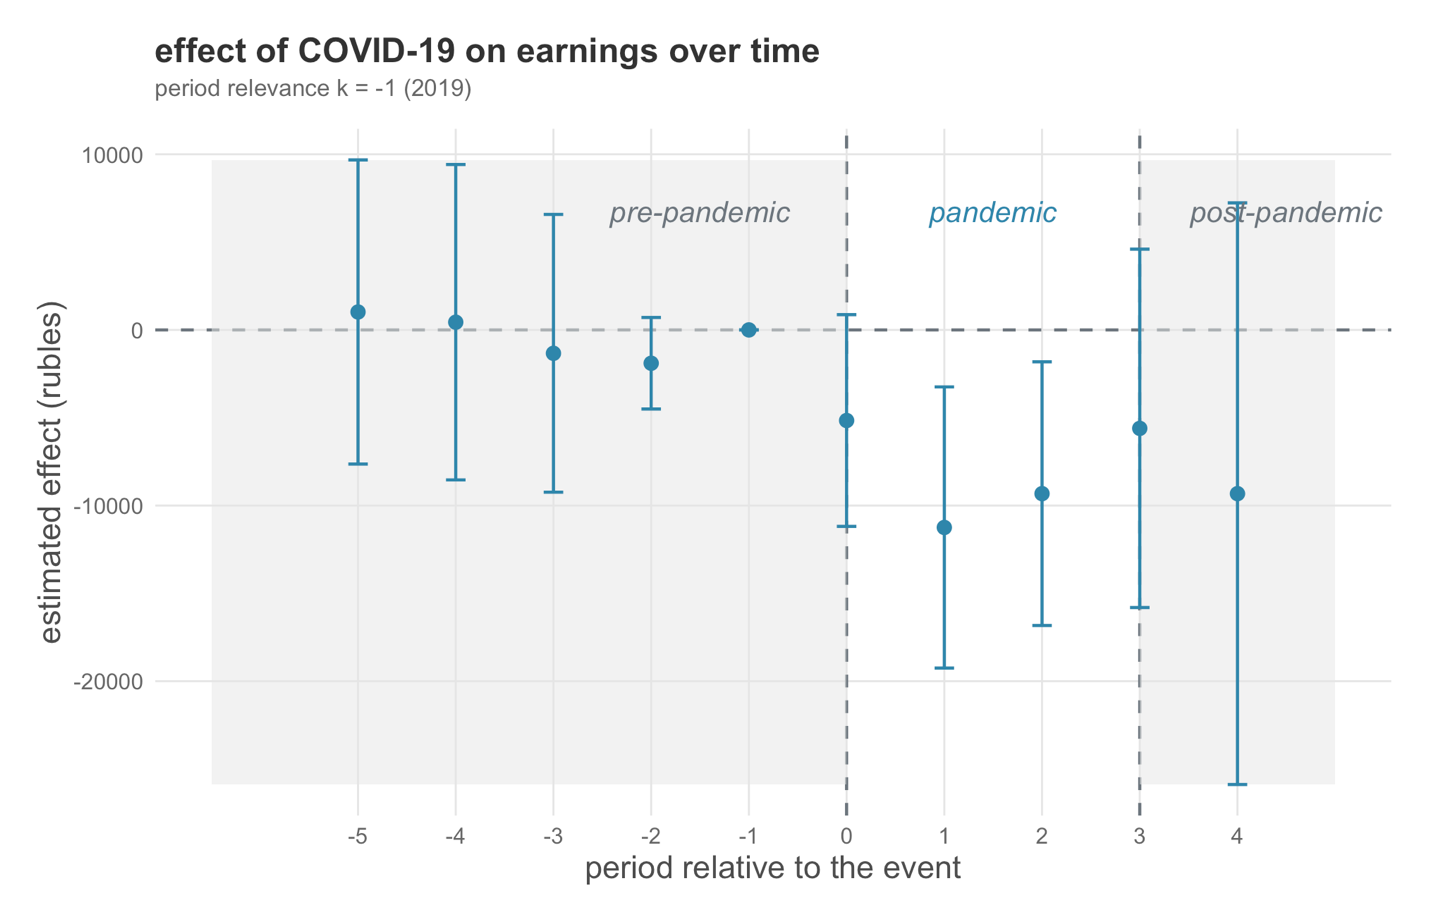 effect of COVID-19 on earnings over time
period relevance k = -1 (2019)
10000
0
-10000
-20000
estimated effect (rubles)
pre-pandemic
pandemic
post-pandemic
-5 -4 -3 -2 -1 0 1 2 3 4
period relative to the event